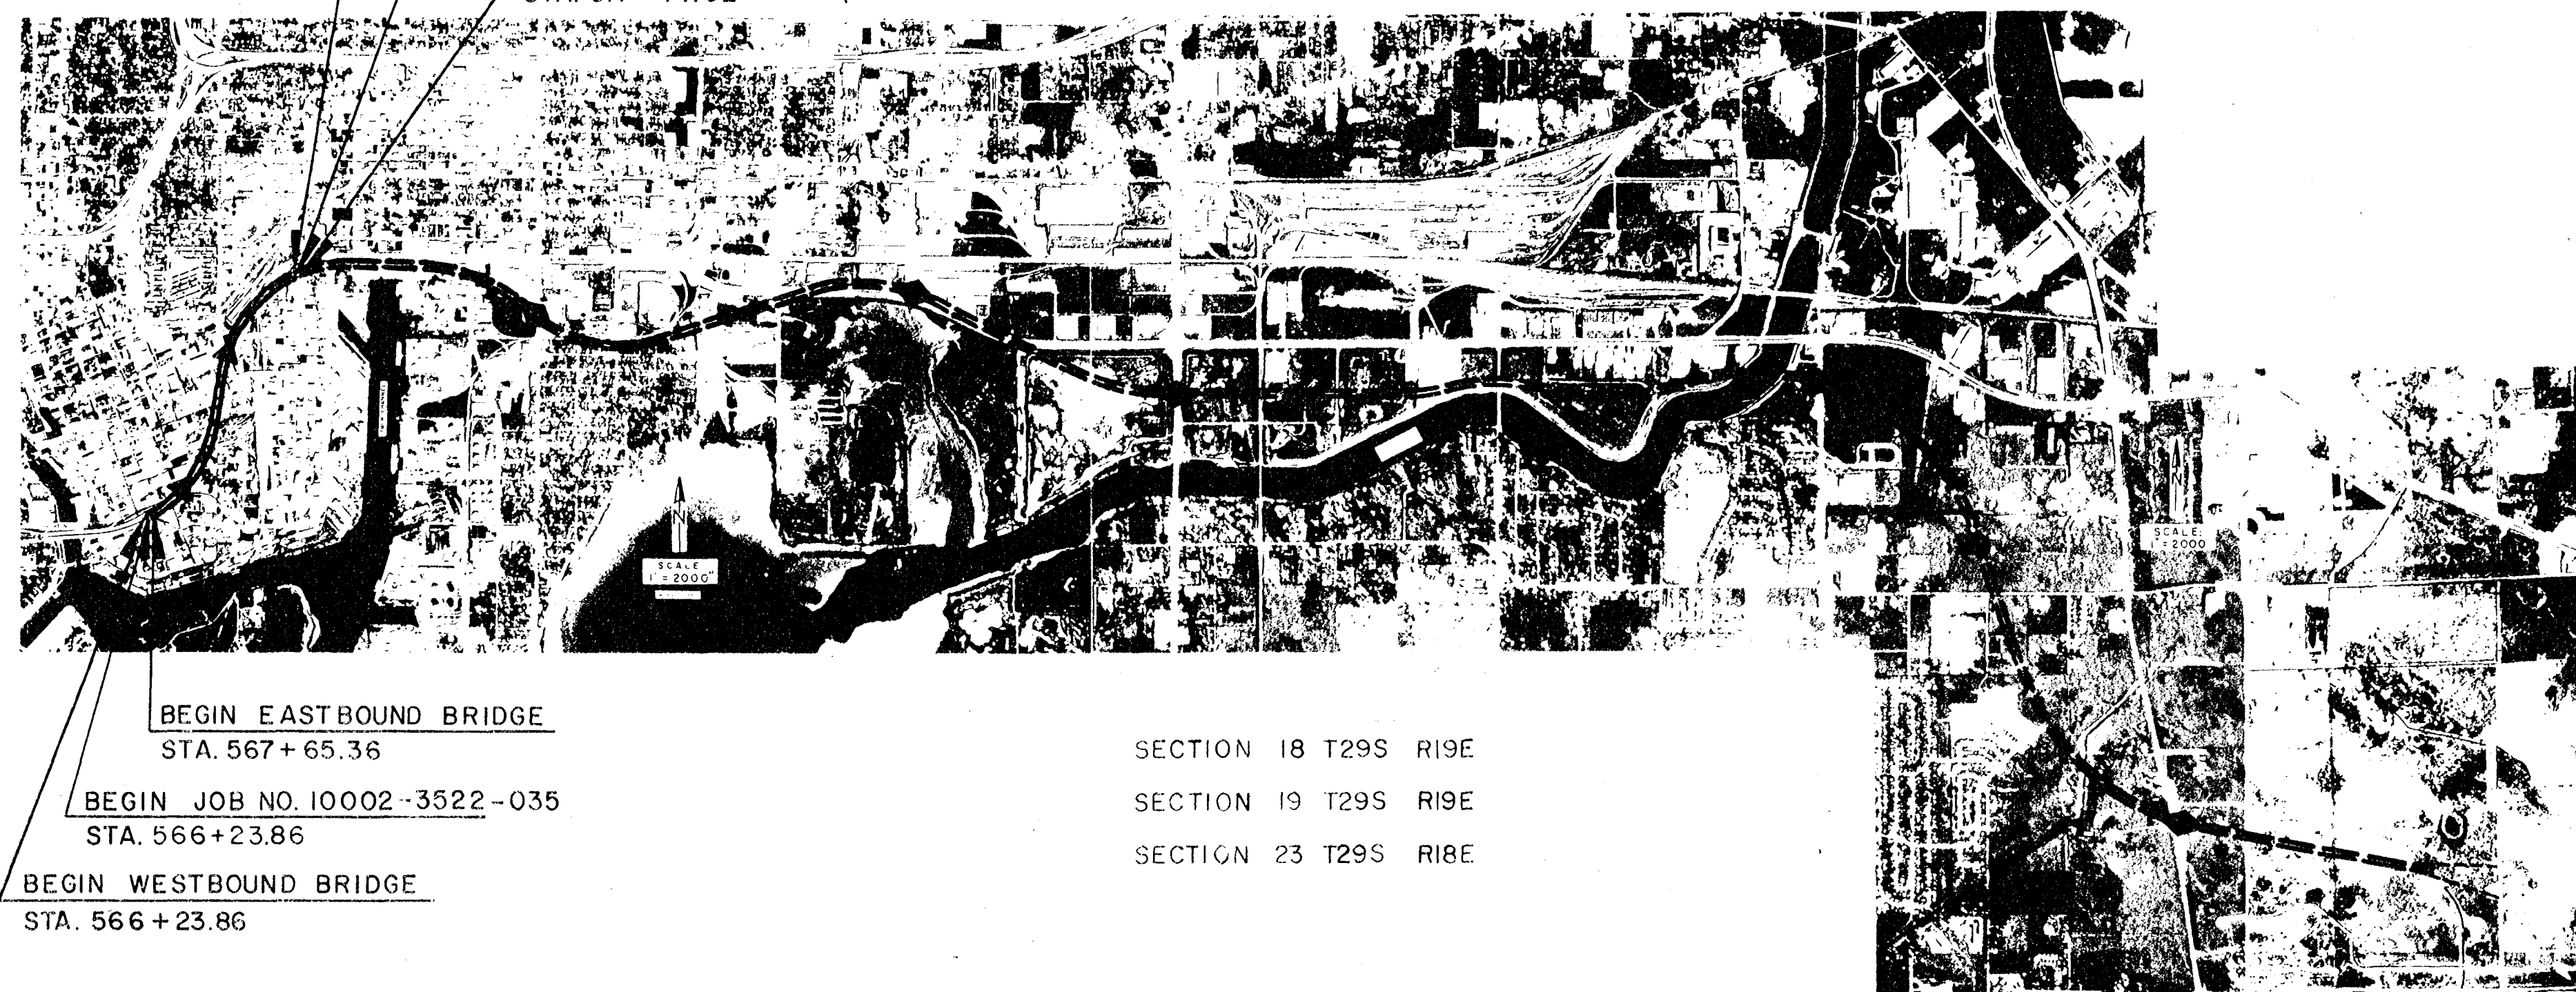 N
SCALE
1" = 2000'
N
SCALE:
1" = 2000
BEGIN EASTBOUND BRIDGE
STA. 567+65.36
BEGIN JOB NO. 10002-3522-035
STA. 566+23.86
BEGIN WESTBOUND BRIDGE
STA. 566+23.86
SECTION 18 T29S R19E
SECTION 19 T29S R19E
SECTION 23 T29S R18E